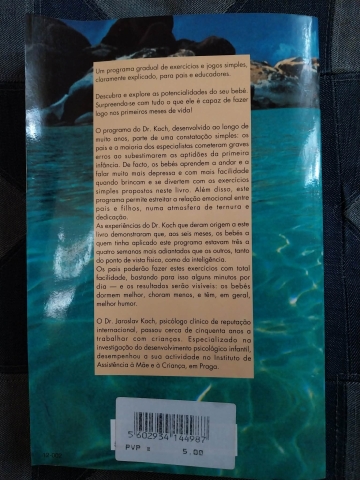 Um programa gradual de exercícios e jogos simples,
claramente explicado, para pais e educadores.
Descubra e explore as potencialidades do seu bebé.
Surpreenda-se com tudo o que ele é capaz de fazer
logo nos primeiros meses de vida!
O programa do Dr. Koch, desenvolvido ao longo de
muito anos, parte de uma constatação simples: os
pais e a maioria dos especialistas cometeram graves
erros ao subestimarem as aptidões da primeira
infância. De facto, os bebés aprendem a andar e a
falar muito mais depressa e com mais facilidade
quando brincam e se divertem com os exercícios
simples propostos neste livro. Além disso, este
programa permite estreitar a relação emocional entre
pais e filhos, numa atmosfera de ternura e
dedicação.
As experiências do Dr. Koch que deram origem a este
livro demonstraram que, aos seis meses, os bebés a
quem tinha aplicado este programa estavam três a
quatro semanas mais adiantados que os outros, tanto
do ponto de vista físico, como da inteligência.
Os pais poderão fazer estes exercícios com total
facilidade, bastando para isso alguns minutos por
dia — e os resultados serão visíveis: os bebés
dormem melhor, choram menos, e têm, em geral,
melhor humor.
O Dr. Jaroslav Koch, psicólogo clínico de reputação
internacional, passou cerca de cinquenta anos a
trabalhar com crianças. Especializado na
investigação do desenvolvimento psicológico infantil,
desempenhou a sua actividade no Instituto de
Assistência à Mãe e à Criança, em Praga.
5602934144987
PVP # 5.00